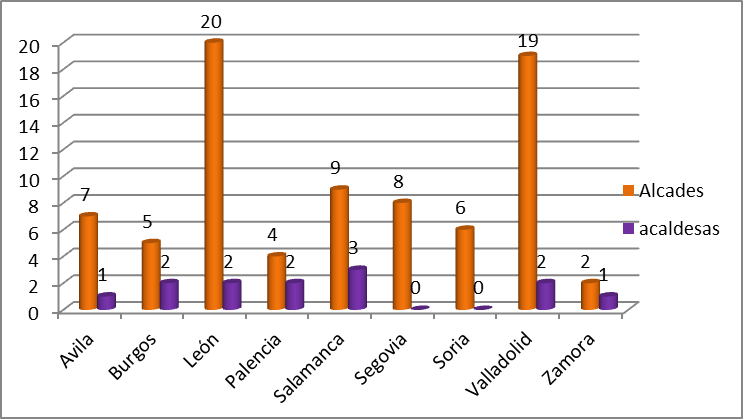 20
18
16
14
12
10
8
6
4
2
0
7
1
5
2
20
2
4
2
9
3
8
0
6
0
19
2
2
1
Avila
Burgos
León
Palencia
Salamanca
Segovia
Soria
Valladolid
Zamora
Alcades
acaldesas